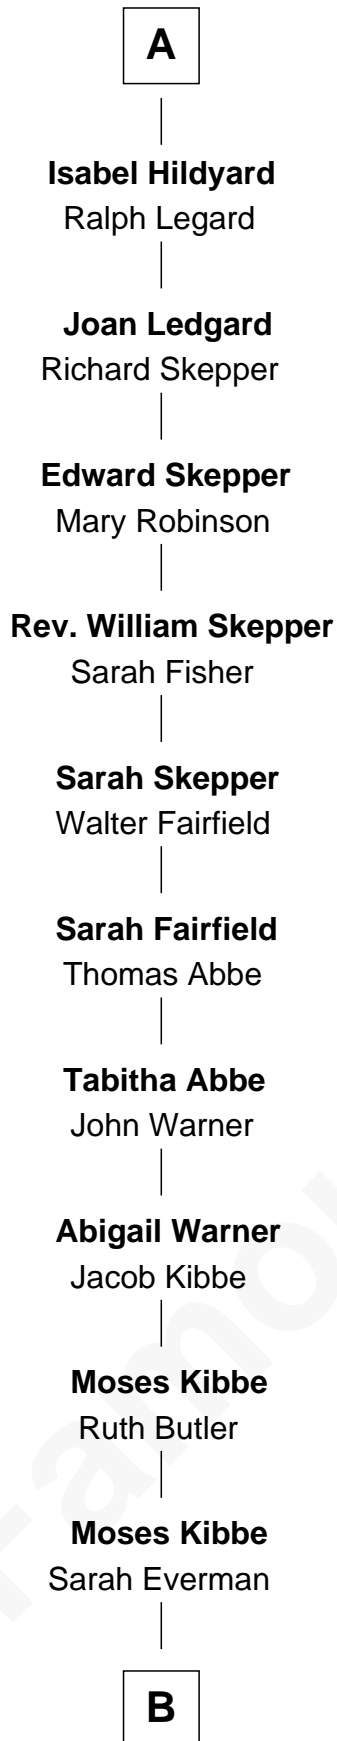 A
Isabel Hildyard
Ralph Legard
Joan Ledgard
Richard Skepper
Edward Skepper
Mary Robinson
Rev. William Skepper
Sarah Fisher
Sarah Skepper
Walter Fairfield
Sarah Fairfield
Thomas Abbe
Tabitha Abbe
John Warner
Abigail Warner
Jacob Kibbe
Moses Kibbe
Ruth Butler
Moses Kibbe
Sarah Everman
B